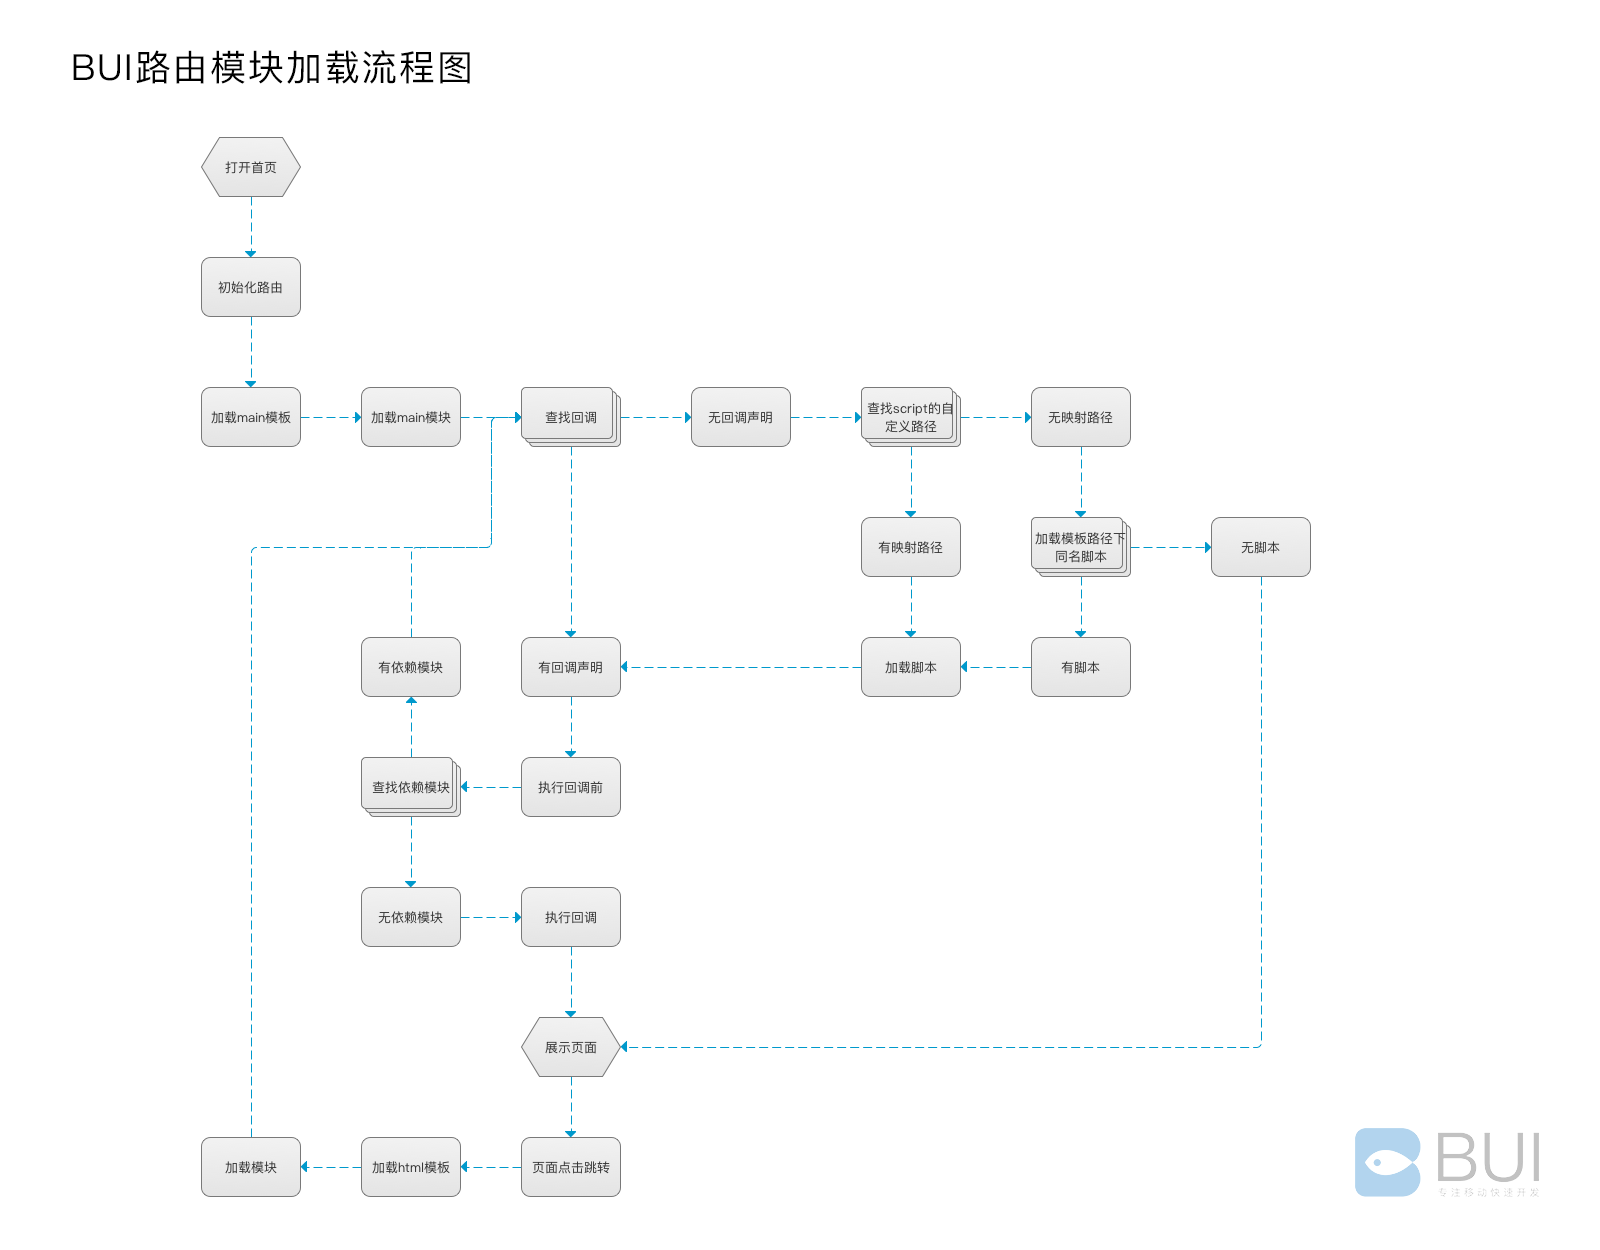 BUI路由模块加载流程图
打开首页
初始化路由
加载main模板
加载main模块
查找回调
无回调声明
查找script的自
定义路径
无映射路径
有映射路径
加载模板路径下
同名脚本
无脚本
有依赖模块
有回调声明
加载脚本
有脚本
查找依赖模块
执行回调前
无依赖模块
执行回调
展示页面
加载模块
加载html模板
页面点击跳转
BUI
专注移动快速开发